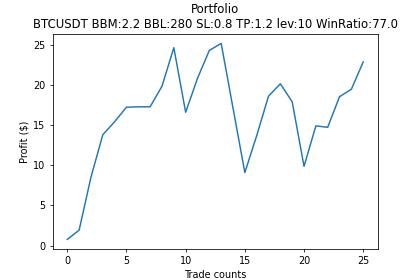 Portfolio
BTCUSDT BBM:2.2 BBL:280 SL:0.8 TP:1.2 lev:10 WinRatio:77.0
25
20
15
10
5
0
Profit ($)
0 5 10 15 20 25
Trade counts